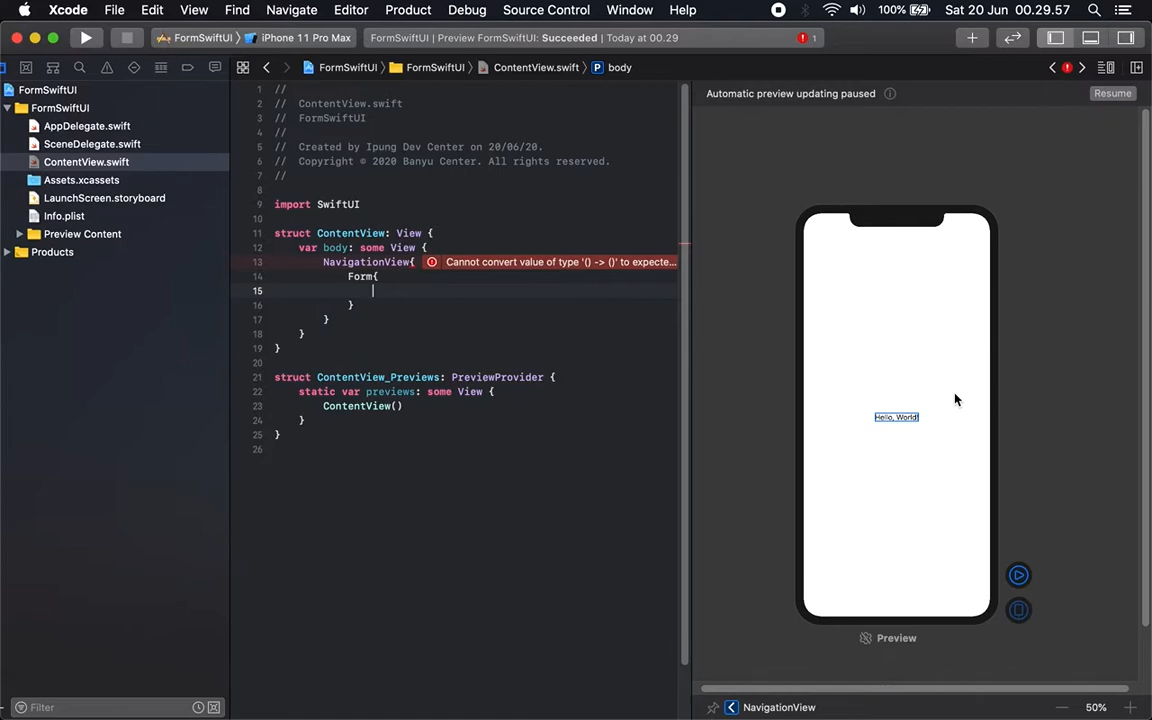 Xcode File Edit View Find Navigate Editor Product Debug Source Control Window Help 100% Sat 20 Jun 00.29.57
FormSwiftUI iPhone 11 Pro Max FormSwiftUI | Preview FormSwiftUI: Succeeded | Today at 00.29 1
FormSwiftUI FormSwiftUI ContentView.swift P body
FormSwiftUI
FormSwiftUI
AppDelegate.swift
SceneDelegate.swift
ContentView.swift
Assets.xcassets
LaunchScreen.storyboard
Info.plist
Preview Content
Products
Filter
1 //
2 // ContentView.swift
3 // FormSwiftUI
4 //
5 // Created by Ipung Dev Center on 20/06/20.
6 // Copyright © 2020 Banyu Center. All rights reserved.
7 //
8
9 import SwiftUI
10
11 struct ContentView: View {
12 var body: some View {
13 NavigationView{ Cannot convert value of type '() -> ()' to expecte...
14 Form{
15
16 }
17 }
18 }
19 }
20
21 struct ContentView_Previews: PreviewProvider {
22 static var previews: some View {
23 ContentView()
24 }
25 }
26
Automatic preview updating paused Resume
Hello, World!
Preview
NavigationView 50%